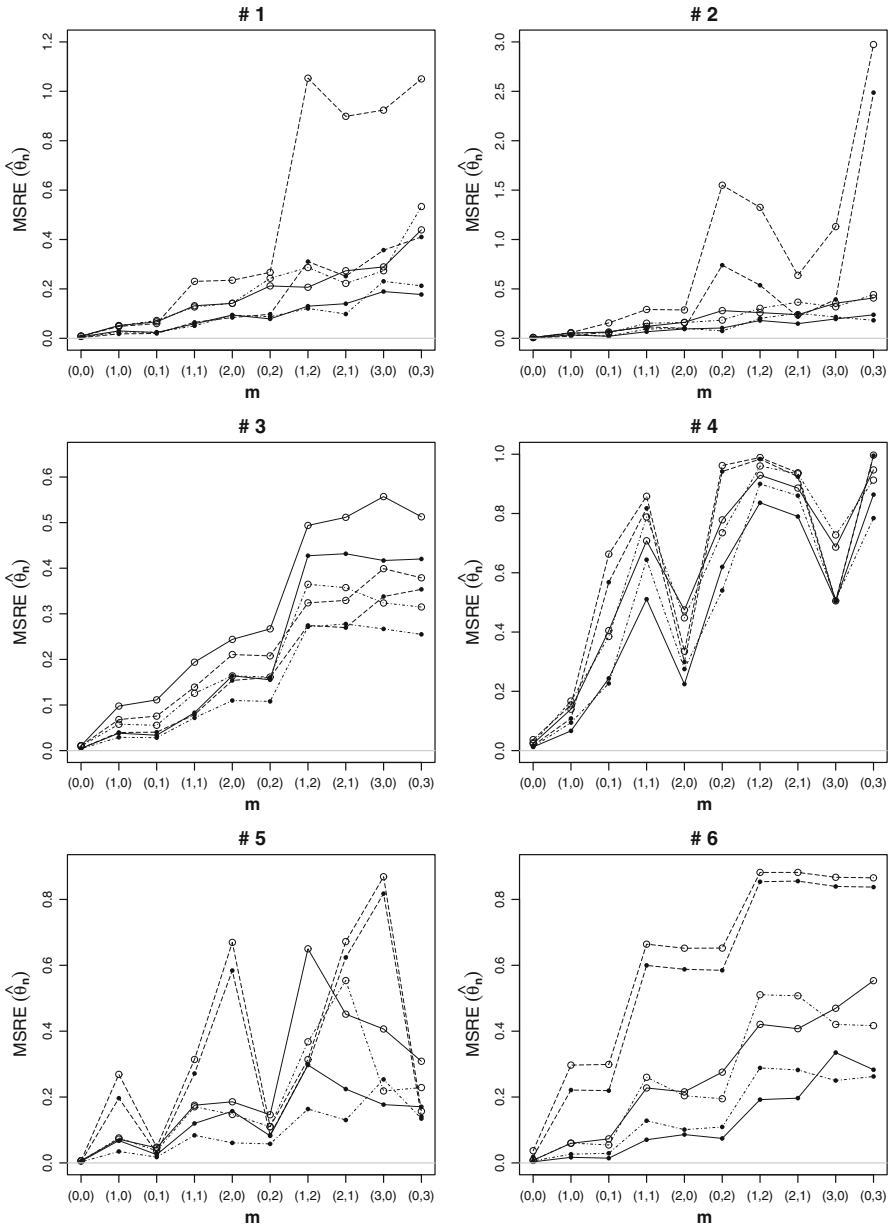 # 1
MSRE (θ̂n)
1.2
1.0
0.8
0.6
0.4
0.2
0.0
(0,0) (1,0) (0,1) (1,1) (2,0) (0,2) (1,2) (2,1) (3,0) (0,3)
m
# 2
MSRE (θ̂n)
3.0
2.5
2.0
1.5
1.0
0.5
0.0
(0,0) (1,0) (0,1) (1,1) (2,0) (0,2) (1,2) (2,1) (3,0) (0,3)
m
# 3
MSRE (θ̂n)
0.6
0.5
0.4
0.3
0.2
0.1
0.0
(0,0) (1,0) (0,1) (1,1) (2,0) (0,2) (1,2) (2,1) (3,0) (0,3)
m
# 4
MSRE (θ̂n)
1.0
0.8
0.6
0.4
0.2
0.0
(0,0) (1,0) (0,1) (1,1) (2,0) (0,2) (1,2) (2,1) (3,0) (0,3)
m
# 5
MSRE (θ̂n)
0.8
0.6
0.4
0.2
0.0
(0,0) (1,0) (0,1) (1,1) (2,0) (0,2) (1,2) (2,1) (3,0) (0,3)
m
# 6
MSRE (θ̂n)
0.8
0.6
0.4
0.2
0.0
(0,0) (1,0) (0,1) (1,1) (2,0) (0,2) (1,2) (2,1) (3,0) (0,3)
m